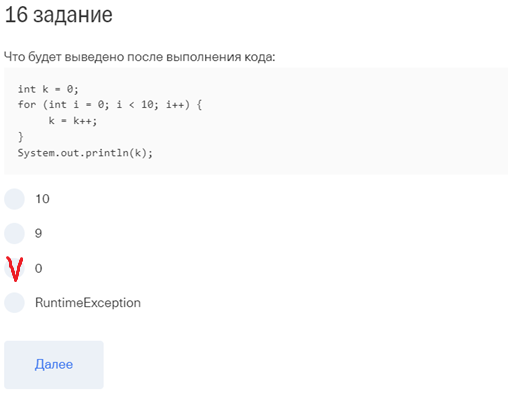 16 задание
Что будет выведено после выполнения кода:
int k = 0;
for (int i = 0; i < 10; i++) {
     k = k++;
}
System.out.println(k);
10
9
0
RuntimeException
Далее